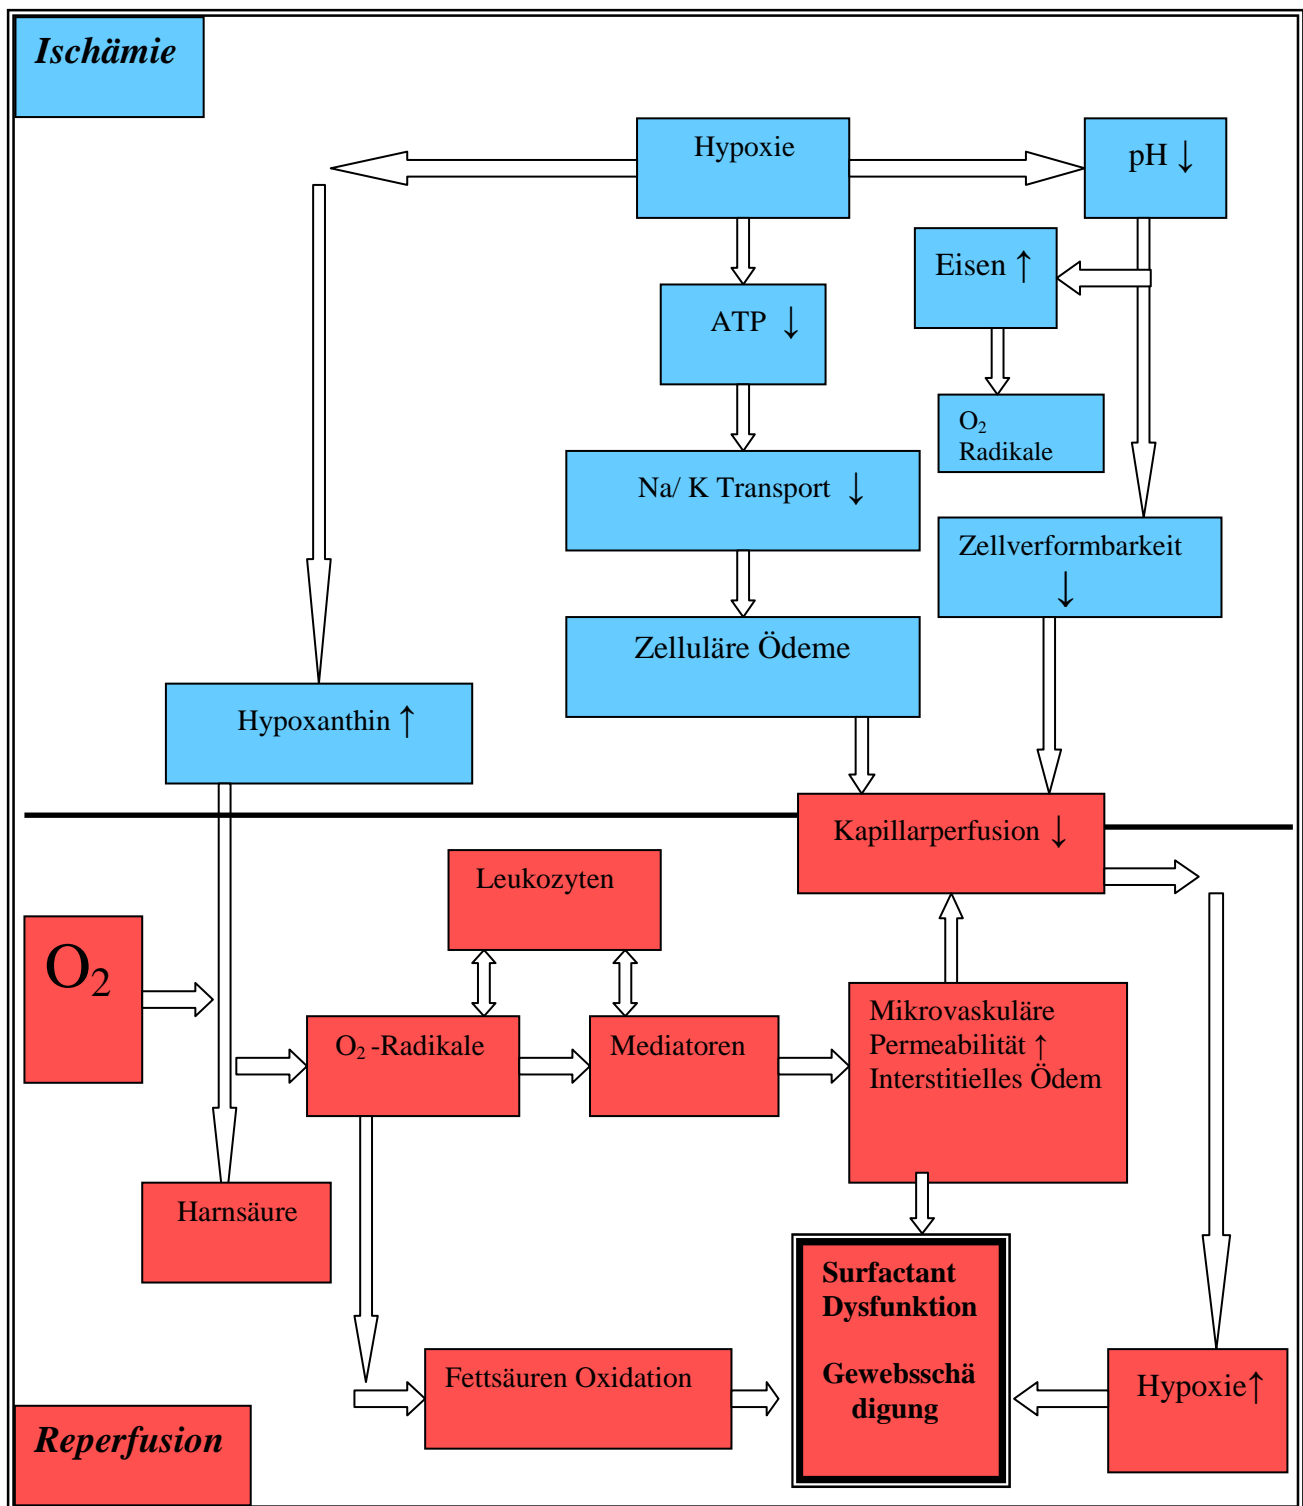 Ischämie
Hypoxie
pH ↓
Eisen ↑
ATP ↓
O₂
Radikale
Na/ K Transport ↓
Zellverformbarkeit
↓
Zelluläre Ödeme
Hypoxanthin ↑
Kapillarperfusion ↓
Leukozyten
O₂
O₂ -Radikale
Mediatoren
Mikrovaskuläre
Permeabilität ↑
Interstitielles Ödem
Harnsäure
Surfactant
Dysfunktion
Gewebsschä
digung
Fettsäuren Oxidation
Hypoxie↑
Reperfusion